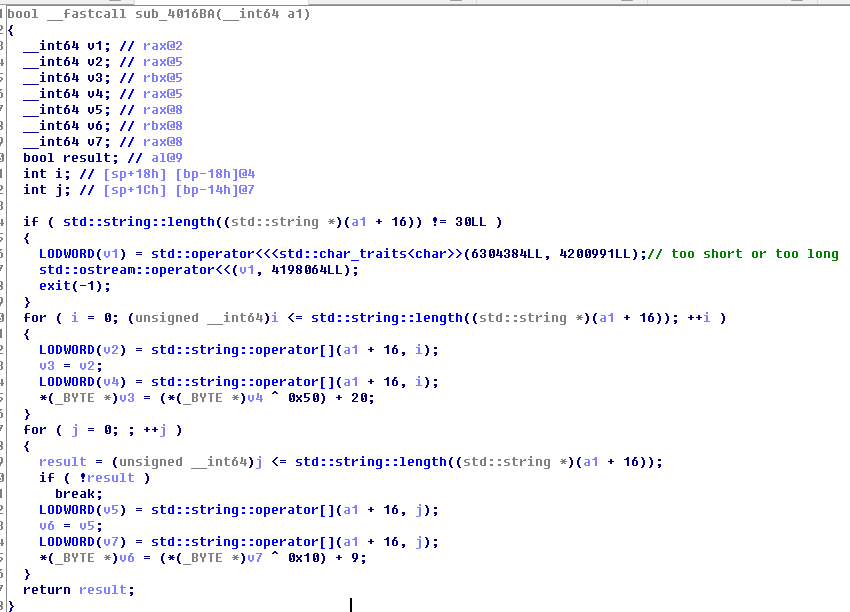 bool __fastcall sub_4016BA(__int64 a1)
{
  __int64 v1; // rax@2
  __int64 v2; // rax@5
  __int64 v3; // rbx@5
  __int64 v4; // rax@5
  __int64 v5; // rax@8
  __int64 v6; // rbx@8
  __int64 v7; // rax@8
  bool result; // al@9
  int i; // [sp+18h] [bp-18h]@4
  int j; // [sp+1Ch] [bp-14h]@7

  if ( std::string::length((std::string *)(a1 + 16)) != 30LL )
  {
    LODWORD(v1) = std::operator<<<std::char_traits<char>>(6304384LL, 4200991LL);// too short or too long
    std::ostream::operator<<(v1, 4198064LL);
    exit(-1);
  }
  for ( i = 0; (unsigned __int64)i <= std::string::length((std::string *)(a1 + 16)); ++i )
  {
    LODWORD(v2) = std::string::operator[](a1 + 16, i);
    v3 = v2;
    LODWORD(v4) = std::string::operator[](a1 + 16, i);
    *(_BYTE *)v3 = (*(_BYTE *)v4 ^ 0x50) + 20;
  }
  for ( j = 0; ; ++j )
  {
    result = (unsigned __int64)j <= std::string::length((std::string *)(a1 + 16));
    if ( !result )
      break;
    LODWORD(v5) = std::string::operator[](a1 + 16, j);
    v6 = v5;
    LODWORD(v7) = std::string::operator[](a1 + 16, j);
    *(_BYTE *)v6 = (*(_BYTE *)v7 ^ 0x10) + 9;
  }
  return result;
}